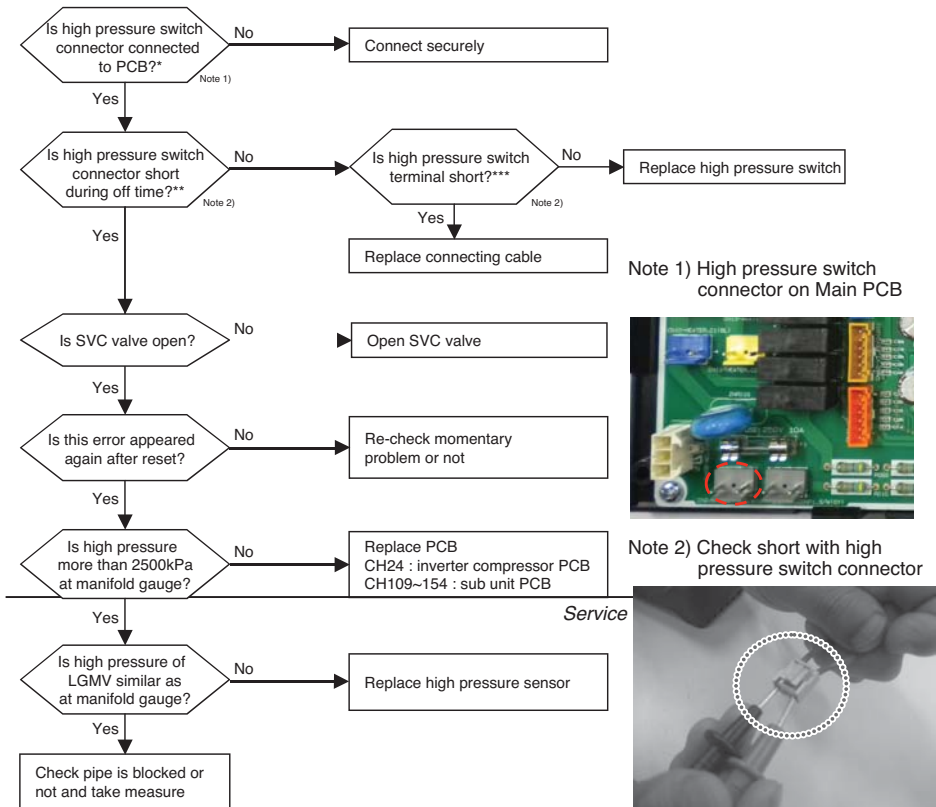 Is high pressure switch
connector connected
to PCB?*
Note 1)
No
Connect securely
Yes
Is high pressure switch
connector short
during off time?**
Note 2)
No
Is high pressure switch
terminal short?***
Note 2)
No
Replace high pressure switch
Yes
Replace connecting cable
Yes
Note 1) High pressure switch
connector on Main PCB
Is SVC valve open?
No
Open SVC valve
Yes
Is this error appeared
again after reset?
No
Re-check momentary
problem or not
Yes
Is high pressure
more than 2500kPa
at manifold gauge?
No
Replace PCB
CH24 : inverter compressor PCB
CH109~154 : sub unit PCB
Note 2) Check short with high
pressure switch connector
Service
Yes
Is high pressure of
LGMV similar as
at manifold gauge?
No
Replace high pressure sensor
Yes
Check pipe is blocked or
not and take measure
250V 10A